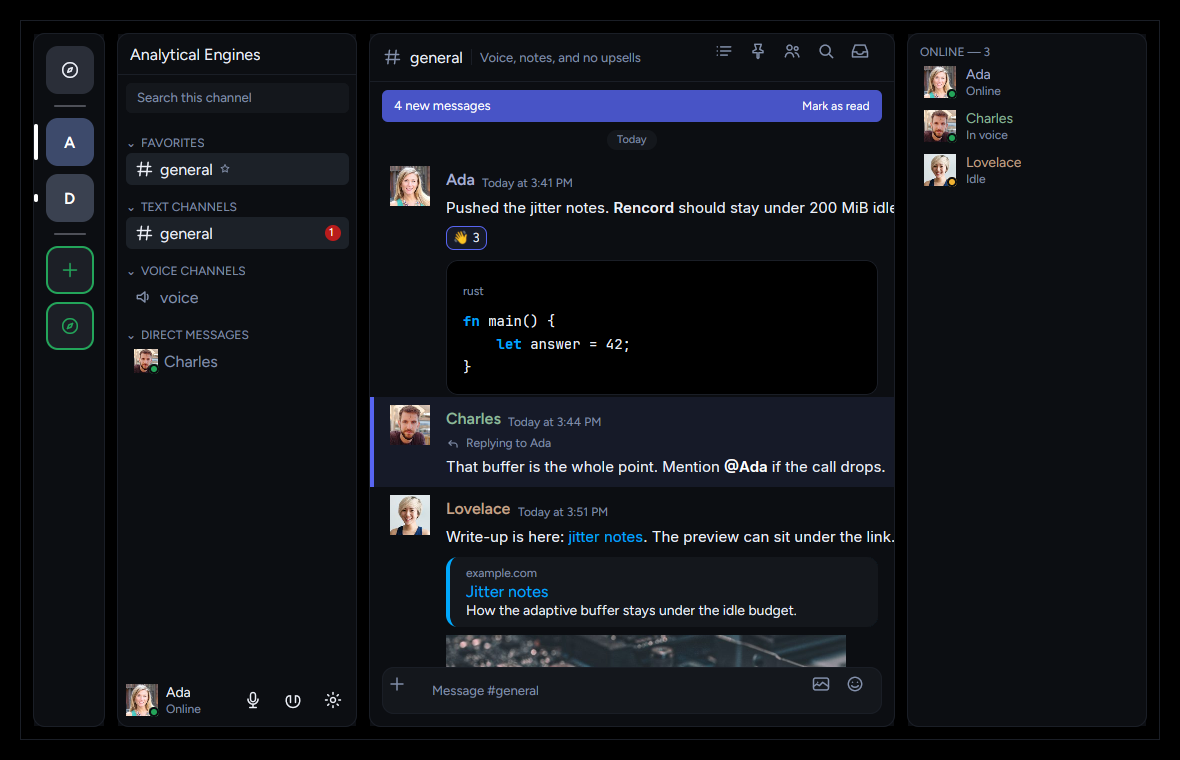 Analytical Engines
Search this channel
FAVORITES
# general
TEXT CHANNELS
# general 1
VOICE CHANNELS
voice
DIRECT MESSAGES
Charles
A
D
Ada
Online
# general Voice, notes, and no upsells
4 new messages Mark as read
Today
Ada Today at 3:41 PM
Pushed the jitter notes. Rencord should stay under 200 MiB idle
👋 3
rust
fn main() {
    let answer = 42;
}
Charles Today at 3:44 PM
Replying to Ada
That buffer is the whole point. Mention @Ada if the call drops.
Lovelace Today at 3:51 PM
Write-up is here: jitter notes. The preview can sit under the link.
example.com
Jitter notes
How the adaptive buffer stays under the idle budget.
Message #general
ONLINE — 3
Ada
Online
Charles
In voice
Lovelace
Idle